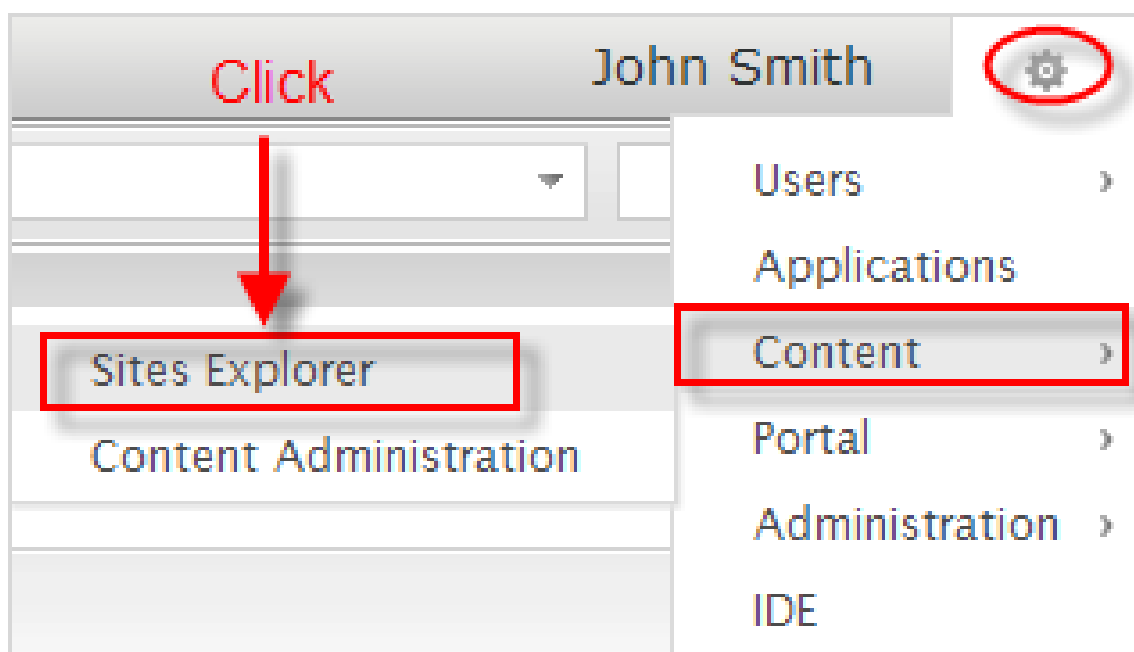 Click
John Smith
Users
Applications
Sites Explorer
Content
Content Administration
Portal
Administration
IDE